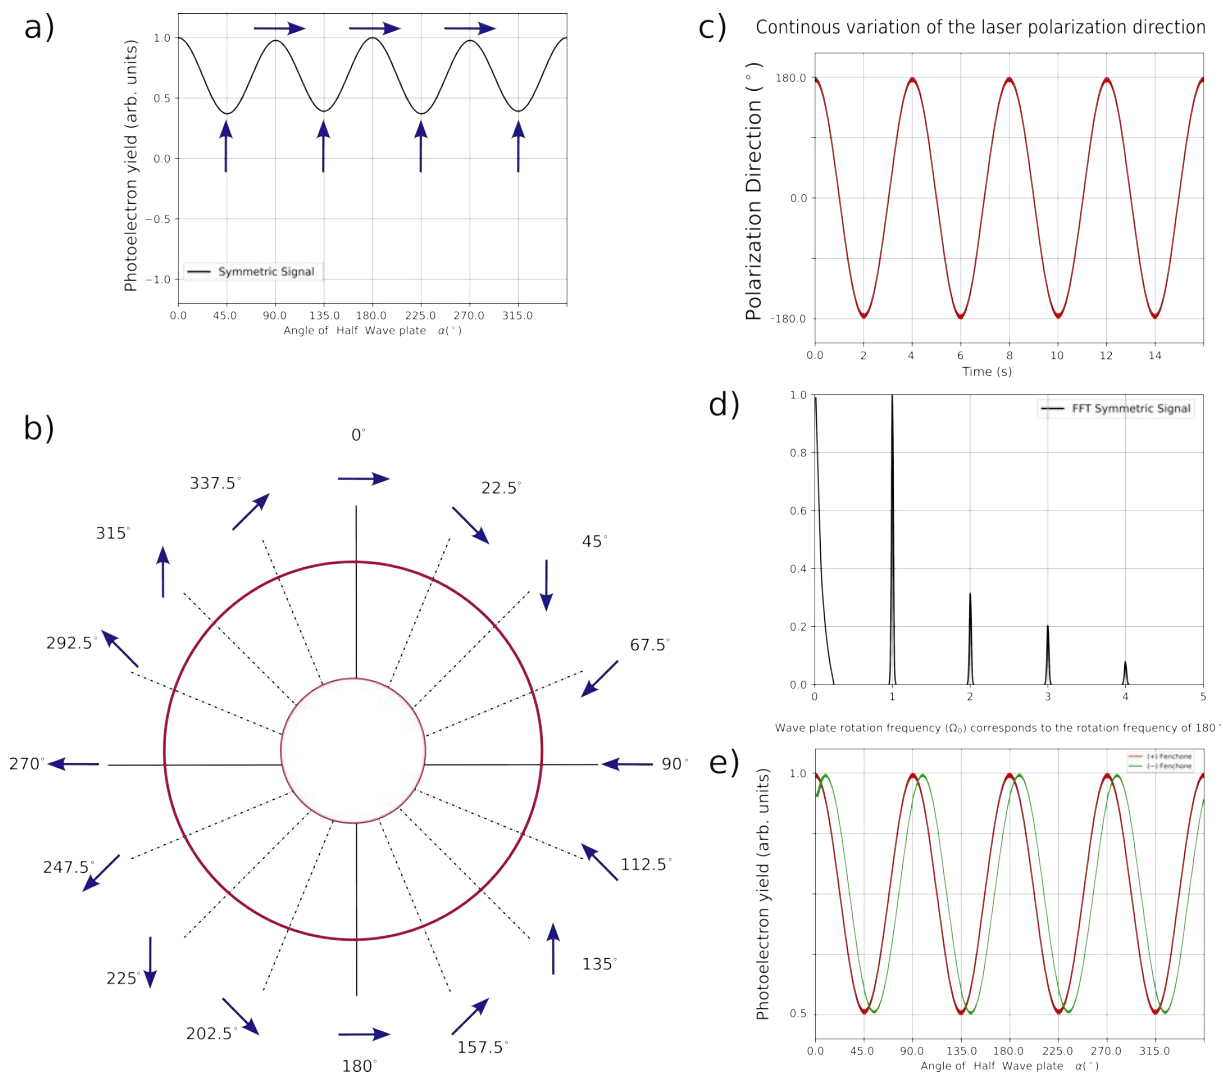 a)
Photoelectron yield (arb. units)
1.0
0.5
0.0
−0.5
−1.0
Symmetric Signal
0.0 45.0 90.0 135.0 180.0 225.0 270.0 315.0
Angle of Half Wave plate α(°)
b)
0°
22.5°
45°
67.5°
90°
112.5°
135°
157.5°
180°
202.5°
225°
247.5°
270°
292.5°
315°
337.5°
c)
Continous variation of the laser polarization direction
Polarization Direction (°)
180.0
0.0
-180.0
0.0 2 4 6 8 10 12 14
Time (s)
d)
FFT Symmetric Signal
1.0
0.8
0.6
0.4
0.2
0.0
0 1 2 3 4 5
Wave plate rotation frequency (Ω₀) corresponds to the rotation frequency of 180°
e)
(+) Fenchone
(−) Fenchone
Photoelectron yield (arb. units)
1.0
0.5
0.0 45.0 90.0 135.0 180.0 225.0 270.0 315.0
Angle of Half Wave plate α(°)